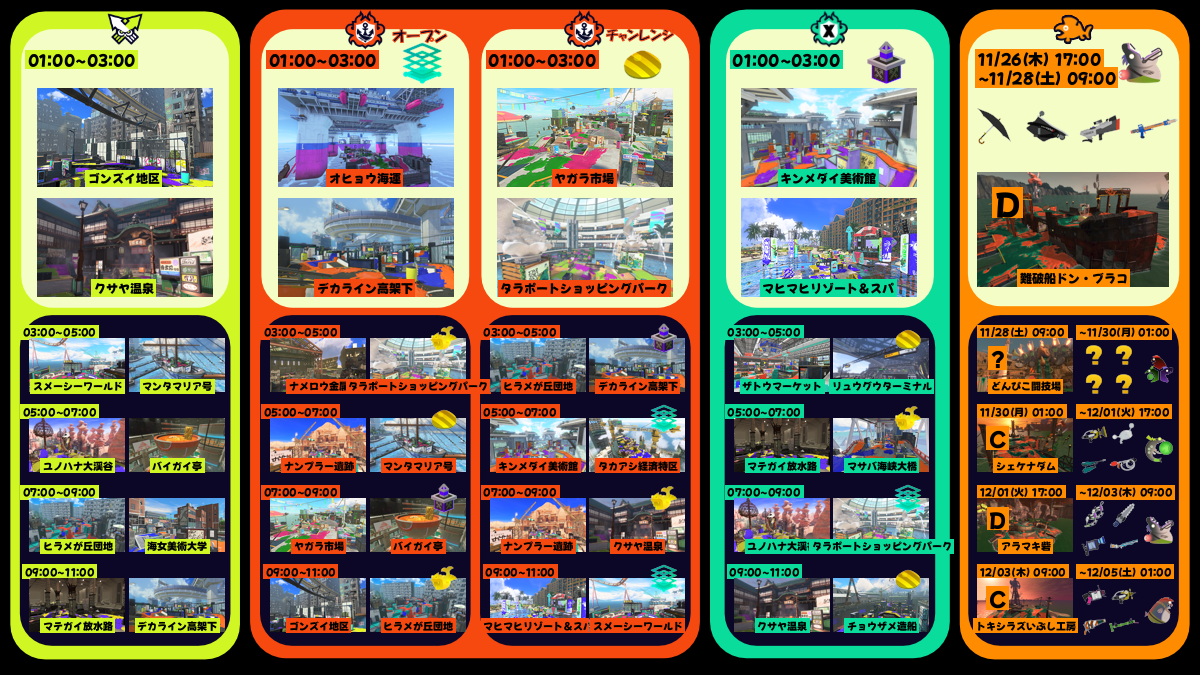 01:00~03:00
ゴンズイ地区
クサヤ温泉
03:00~05:00
スメーシーワールド
マンタマリア号
05:00~07:00
ユノハナ大渓谷
バイガイ亭
07:00~09:00
ヒラメが丘団地
海女美術大学
09:00~11:00
マテガイ放水路
デカライン高架下
オープン
01:00~03:00
オヒョウ海運
デカライン高架下
03:00~05:00
ナメロウ金属
タラポートショッピングパーク
05:00~07:00
ナンプラー遺跡
マンタマリア号
07:00~09:00
ヤガラ市場
バイガイ亭
09:00~11:00
ゴンズイ地区
ヒラメが丘団地
チャレンジ
01:00~03:00
ヤガラ市場
タラポートショッピングパーク
03:00~05:00
ヒラメが丘団地
デカライン高架下
05:00~07:00
キンメダイ美術館
タカアシ経済特区
07:00~09:00
ナンプラー遺跡
クサヤ温泉
09:00~11:00
マヒマヒリゾート&スパ
スメーシーワールド
X
01:00~03:00
キンメダイ美術館
マヒマヒリゾート&スパ
03:00~05:00
ザトウマーケット
リュウグウターミナル
05:00~07:00
マテガイ放水路
マサバ海峡大橋
07:00~09:00
ユノハナ大渓
タラポートショッピングパーク
09:00~11:00
クサヤ温泉
チョウザメ造船
11/26(木) 17:00
~11/28(土) 09:00
D
難破船ドン・ブラコ
11/28(土) 09:00
~11/30(月) 01:00
?
? ?
? ?
どんぴこ闘技場
11/30(月) 01:00
~12/01(火) 17:00
C
シェケナダム
12/01(火) 17:00
~12/03(木) 09:00
D
アラマキ砦
12/03(木) 09:00
~12/05(土) 01:00
C
トキシラズいぶし工房